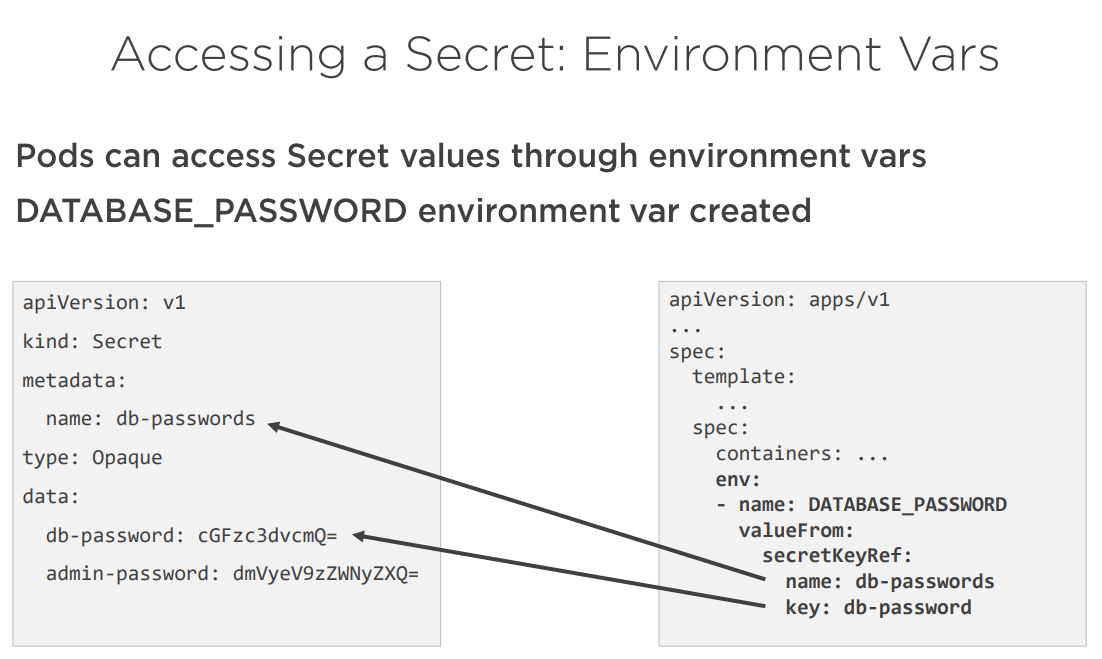 Accessing a Secret: Environment Vars
Pods can access Secret values through environment vars
DATABASE_PASSWORD environment var created
apiVersion: v1
kind: Secret
metadata:
  name: db-passwords
type: Opaque
data:
  db-password: cGFzc3dvcmQ=
  admin-password: dmVyeV9zZWNyZXQ=
apiVersion: apps/v1
...
spec:
  template:
    ...
  spec:
    containers: ...
    env:
    - name: DATABASE_PASSWORD
      valueFrom:
        secretKeyRef:
          name: db-passwords
          key: db-password